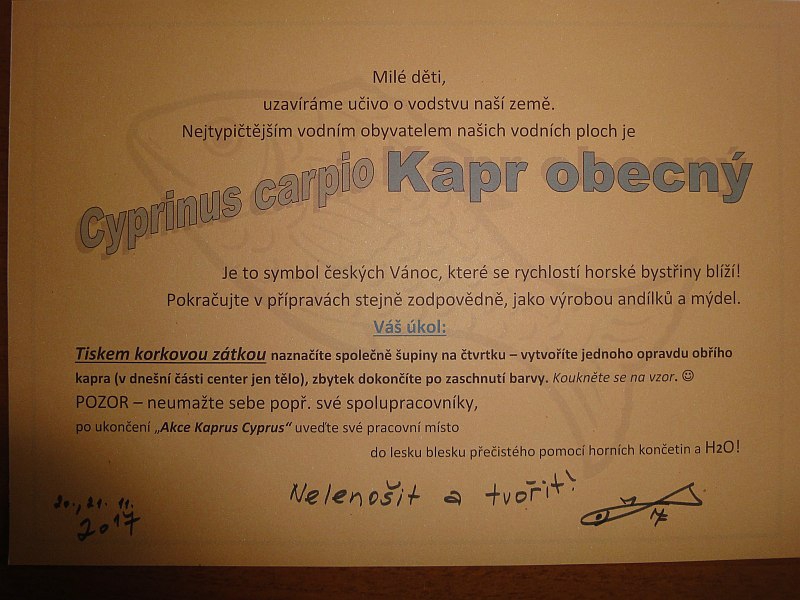 Milé děti,
uzavíráme učivo o vodstvu naší země.
Nejtypičtějším vodním obyvatelem našich vodních ploch je
Cyprinus carpio Kapr obecný
Je to symbol českých Vánoc, které se rychlostí horské bystřiny blíží!
Pokračujte v přípravách stejně zodpovědně, jako výrobou andílků a mýdel.
Váš úkol:
Tiskem korkovou zátkou naznačíte společně šupiny na čtvrtku – vytvoříte jednoho opravdu obřího
kapra (v dnešní části center jen tělo), zbytek dokončíte po zaschnutí barvy. Koukněte se na vzor. ☺
POZOR – neumažte sebe popř. své spolupracovníky,
po ukončení „Akce Kaprus Cyprus" uveďte své pracovní místo
do lesku blesku přečistého pomocí horních končetin a H2O!
Nelenošit a tvořit!
20., 21. 11.
2017